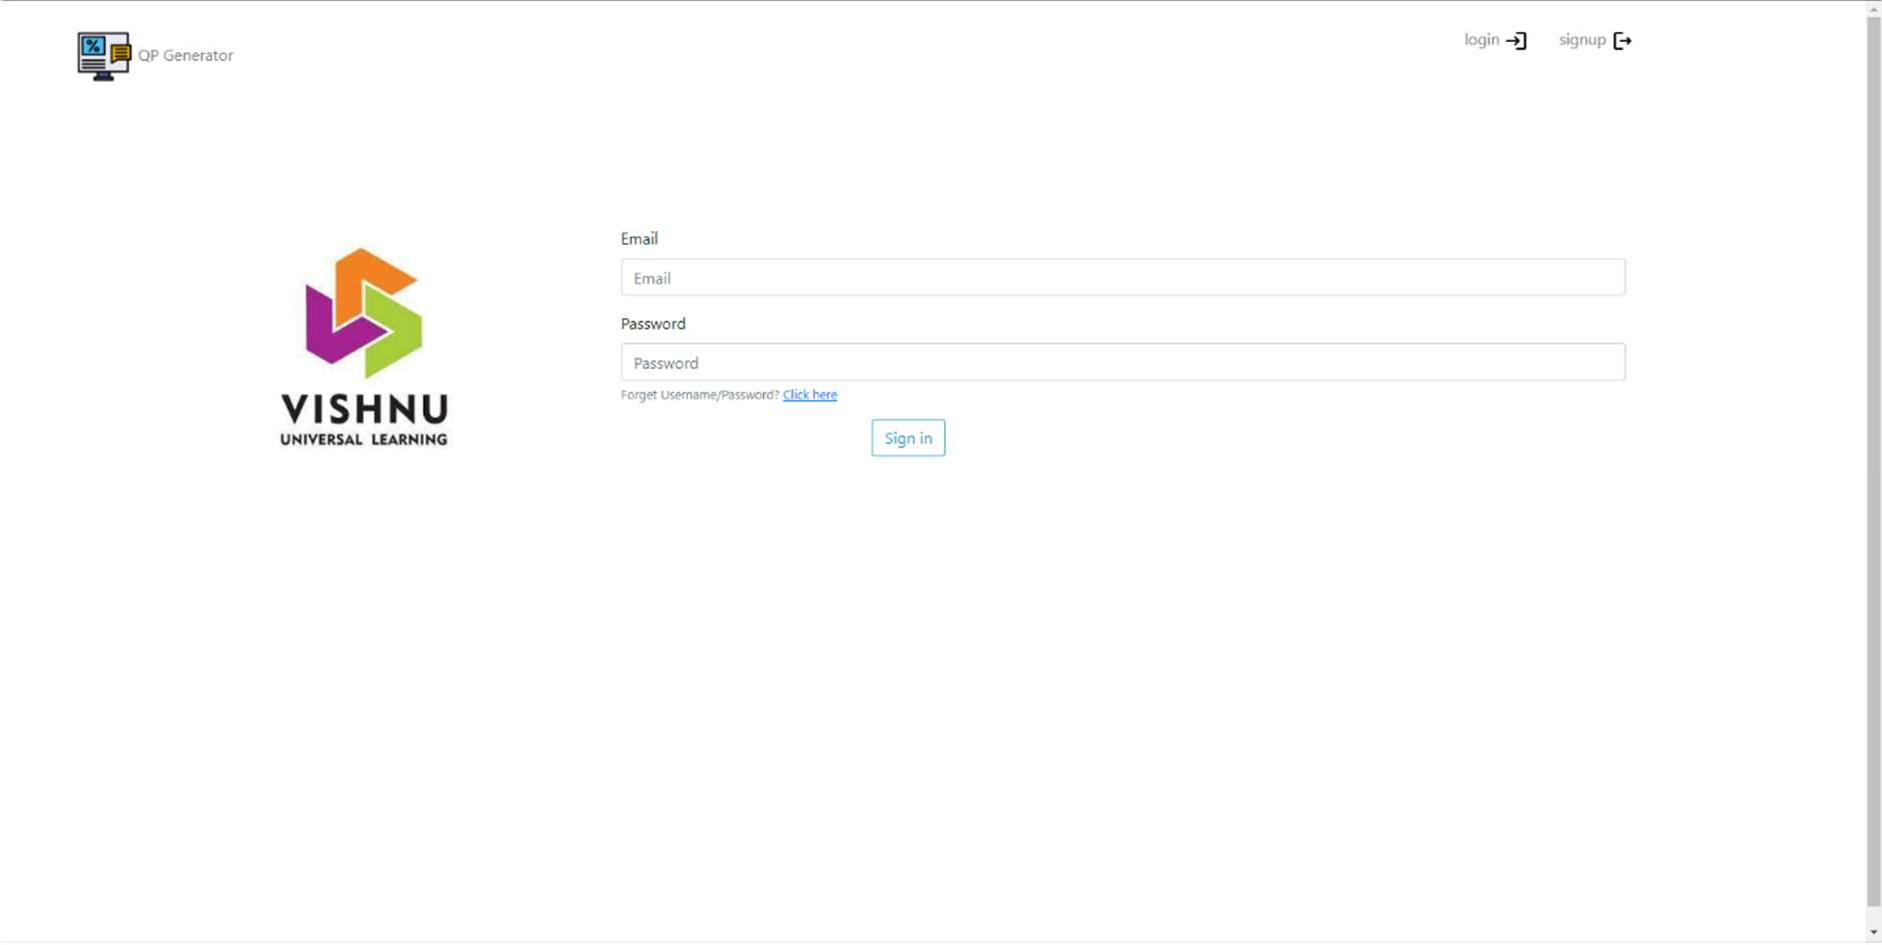 % QP Generator
login
signup
Email
Email
Password
Password
Forget Username/Password? Click here
Sign in
VISHNU
UNIVERSAL LEARNING